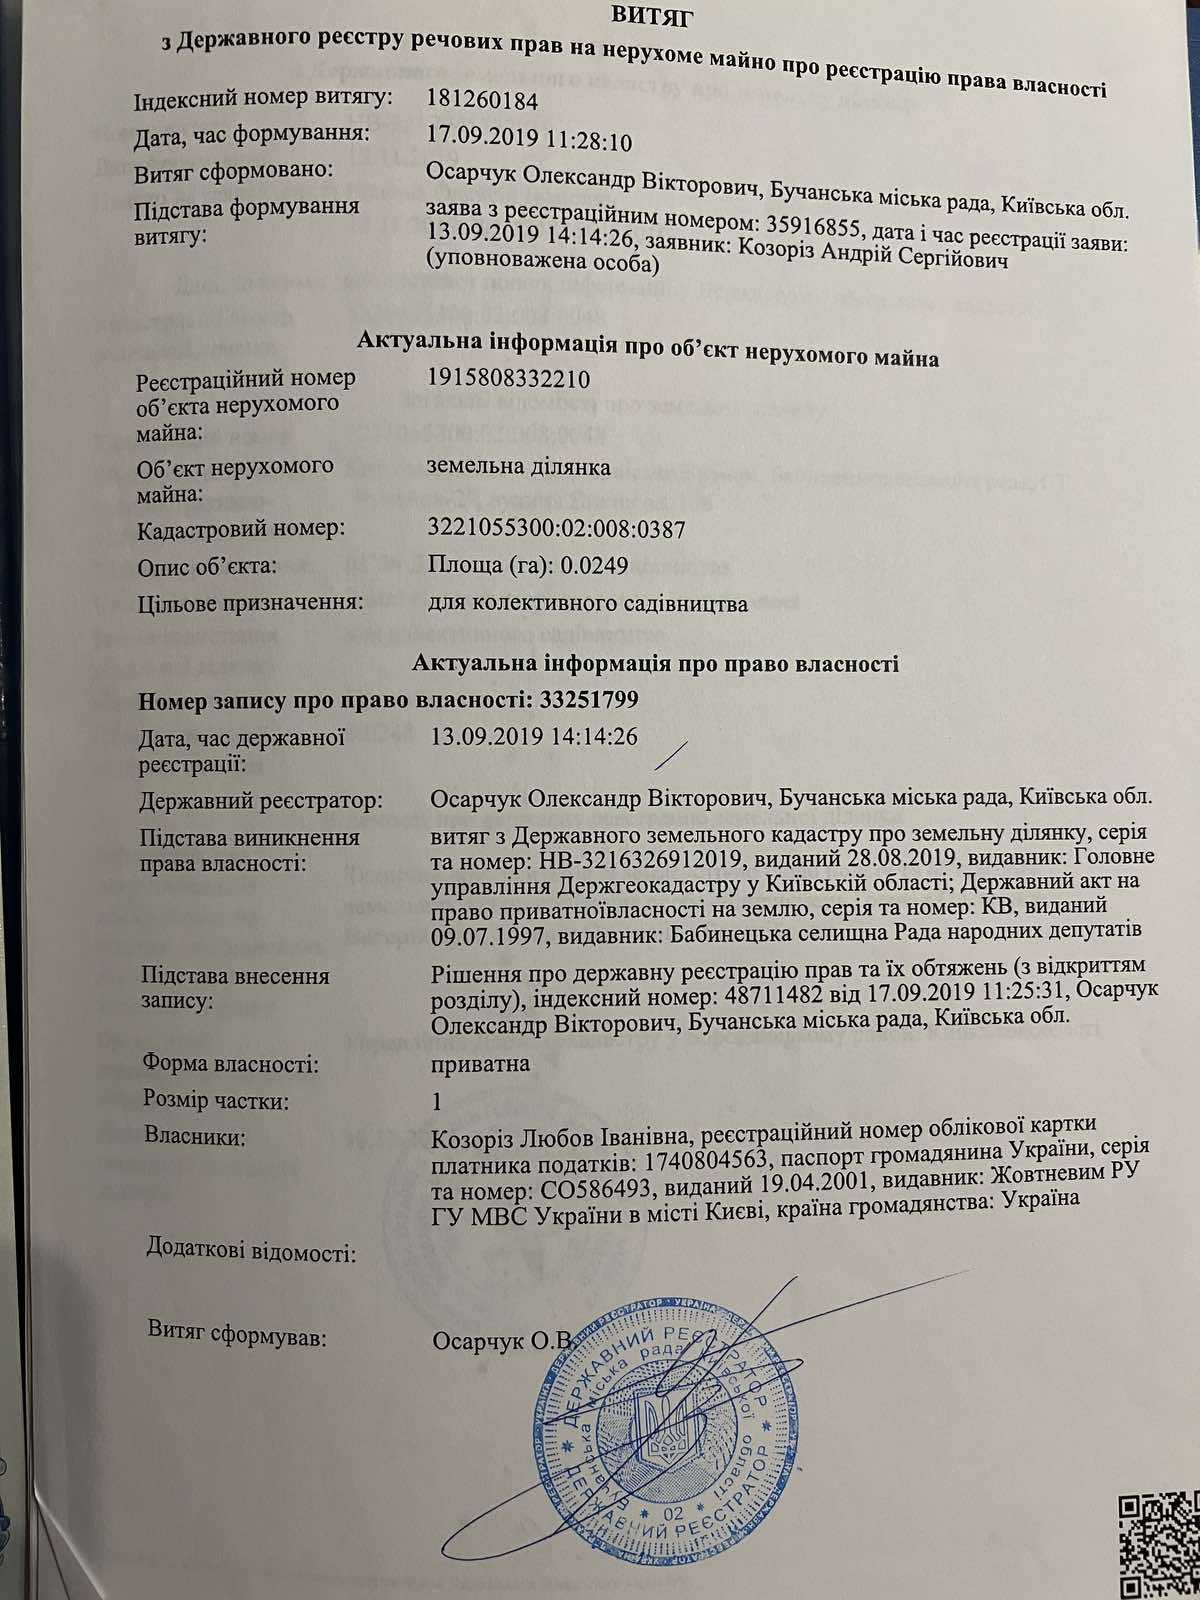 ВИТЯГ
з Державного реєстру речових прав на нерухоме майно про реєстрацію права власності
Індексний номер витягу: 181260184
Дата, час формування: 17.09.2019 11:28:10
Витяг сформовано: Осарчук Олександр Вікторович, Бучанська міська рада, Київська обл.
Підстава формування витягу: заява з реєстраційним номером: 35916855, дата і час реєстрації заяви:
13.09.2019 14:14:26, заявник: Козоріз Андрій Сергійович
(уповноважена особа)
Актуальна інформація про об’єкт нерухомого майна
Реєстраційний номер 1915808332210
об’єкта нерухомого
майна:
Об’єкт нерухомого земельна ділянка
майна:
Кадастровий номер: 3221055300:02:008:0387
Опис об’єкта: Площа (га): 0.0249
Цільове призначення: для колективного садівництва
Актуальна інформація про право власності
Номер запису про право власності: 33251799
Дата, час державної 13.09.2019 14:14:26
реєстрації:
Державний реєстратор: Осарчук Олександр Вікторович, Бучанська міська рада, Київська обл.
Підстава виникнення витяг з Державного земельного кадастру про земельну ділянку, серія
права власності: та номер: НВ-3216326912019, виданий 28.08.2019, видавник: Головне
управління Держгеокадастру у Київській області; Державний акт на
право приватноївласності на землю, серія та номер: КВ, виданий
09.07.1997, видавник: Бабинецька селищна Рада народних депутатів
Підстава внесення Рішення про державну реєстрацію прав та їх обтяжень (з відкриттям
запису: розділу), індексний номер: 48711482 від 17.09.2019 11:25:31, Осарчук
Олександр Вікторович, Бучанська міська рада, Київська обл.
Форма власності: приватна
Розмір частки: 1
Власники: Козоріз Любов Іванівна, реєстраційний номер облікової картки
платника податків: 1740804563, паспорт громадянина України, серія
та номер: СО586493, виданий 19.04.2001, видавник: Жовтневим РУ
ГУ МВС України в місті Києві, країна громадянства: Україна
Додаткові відомості:
Витяг сформував: Осарчук О.В
ДЕРЖАВНИЙ РЕЄСТРАТОР * ДЕРЖАВНИЙ РЕЄСТРАТОР *
Бучанська міська рада Київської області
* 02 *